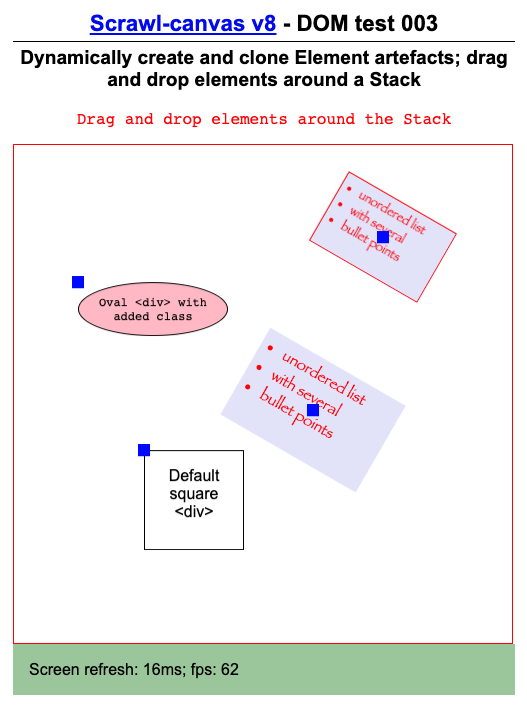 Scrawl-canvas v8 - DOM test 003
Dynamically create and clone Element artefacts; drag
and drop elements around a Stack
Drag and drop elements around the Stack
unordered list
with several
bullet points
Oval <div> with
added class
unordered list
with several
bullet points
Default
square
<div>
Screen refresh: 16ms; fps: 62